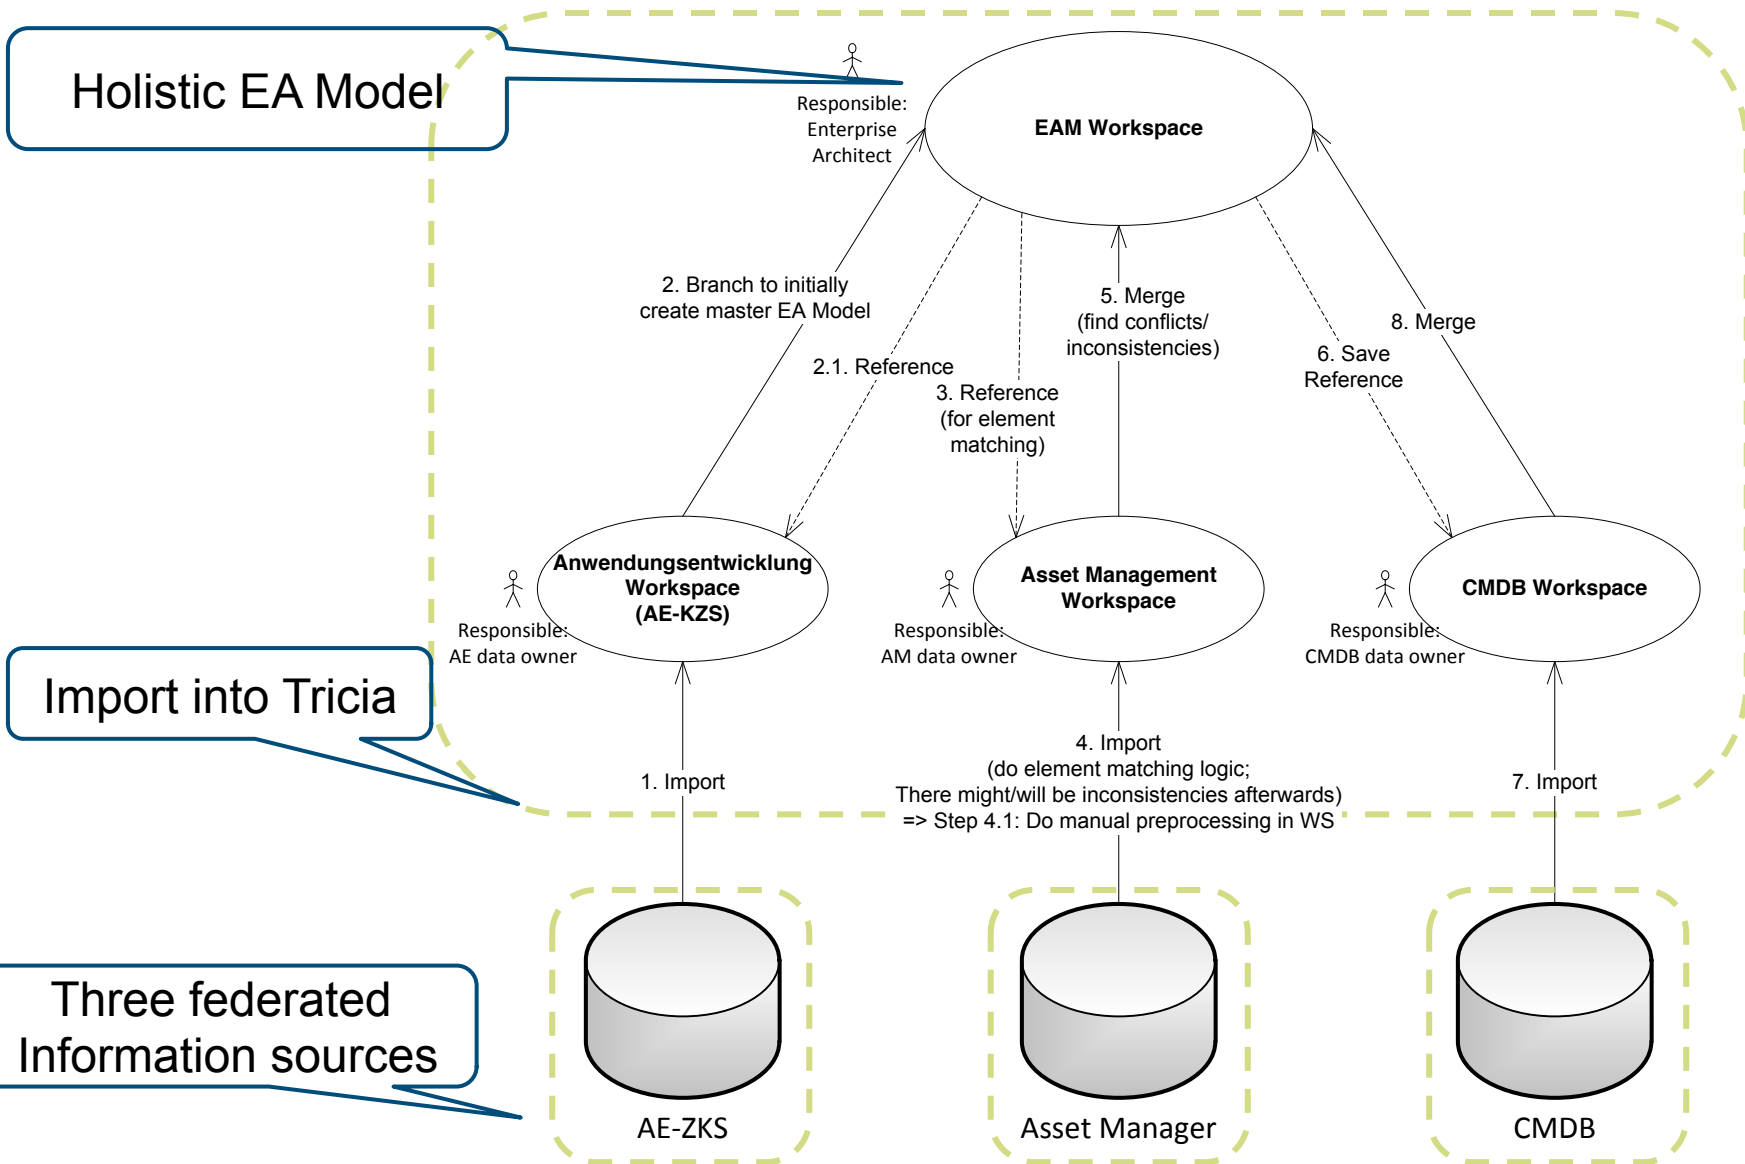 Holistic EA Model
Responsible:
Enterprise
Architect
EAM Workspace
2. Branch to initially
create master EA Model
2.1. Reference
3. Reference
(for element
matching)
5. Merge
(find conflicts/
inconsistencies)
6. Save
Reference
8. Merge
Anwendungsentwicklung
Workspace
(AE-KZS)
Responsible:
AE data owner
Asset Management
Workspace
Responsible:
AM data owner
CMDB Workspace
Responsible:
CMDB data owner
Import into Tricia
1. Import
4. Import
(do element matching logic;
There might/will be inconsistencies afterwards)
=> Step 4.1: Do manual preprocessing in WS
7. Import
Three federated
Information sources
AE-ZKS
Asset Manager
CMDB